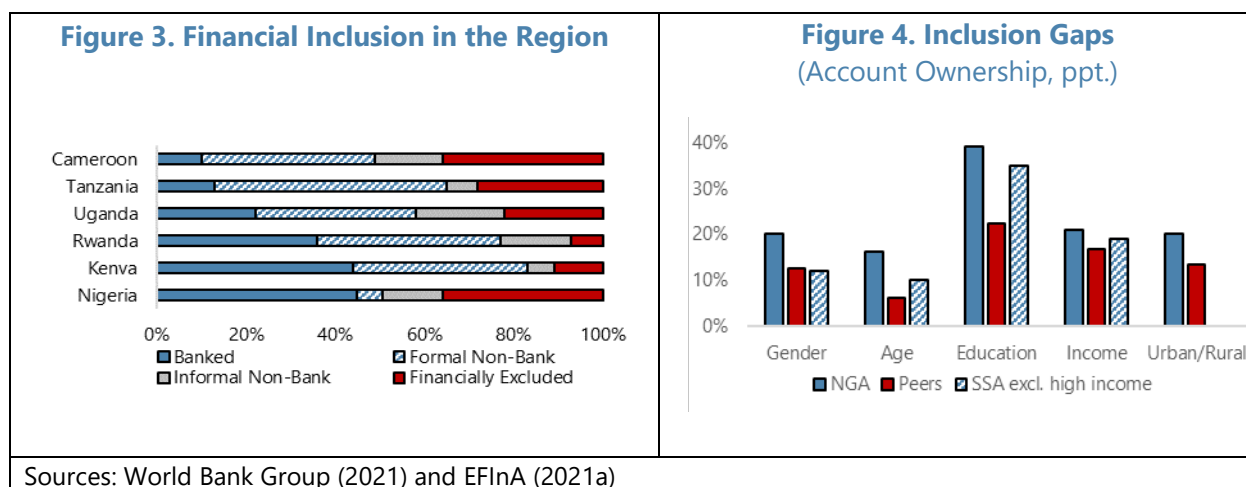 Figure 3. Financial Inclusion in the Region
Cameroon
Tanzania
Uganda
Rwanda
Kenva
Nigeria
0% 20% 40% 60% 80% 100%
Banked Formal Non-Bank
Informal Non-Bank Financially Excluded
Figure 4. Inclusion Gaps
(Account Ownership, ppt.)
40%
30%
20%
10%
0%
Gender Age Education Income Urban/Rural
NGA Peers SSA excl. high income
Sources: World Bank Group (2021) and EFInA (2021a)